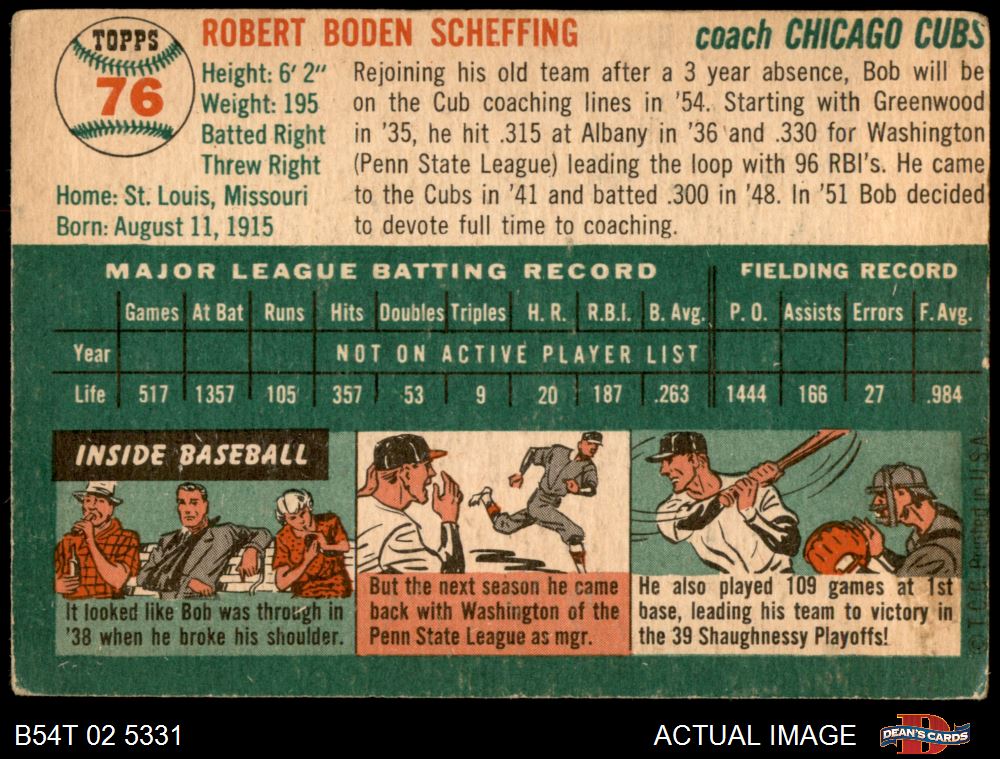 TOPPS
76
ROBERT BODEN SCHEFFING
coach CHICAGO CUBS
Height: 6' 2"
Weight: 195
Batted Right
Threw Right
Home: St. Louis, Missouri
Born: August 11, 1915
Rejoining his old team after a 3 year absence, Bob will be
on the Cub coaching lines in '54. Starting with Greenwood
in '35, he hit .315 at Albany in '36 and .330 for Washington
(Penn State League) leading the loop with 96 RBI's. He came
to the Cubs in '41 and batted .300 in '48. In '51 Bob decided
to devote full time to coaching.
MAJOR LEAGUE BATTING RECORD FIELDING RECORD
Games At Bat Runs Hits Doubles Triples H. R. R.B.I. B. Avg. P. O. Assists Errors F. Avg.
Year NOT ON ACTIVE PLAYER LIST
Life 517 1357 105 357 53 9 20 187 .263 1444 166 27 .984
INSIDE BASEBALL
It looked like Bob was through in
'38 when he broke his shoulder.
But the next season he came
back with Washington of the
Penn State League as mgr.
He also played 109 games at 1st
base, leading his team to victory in
the 39 Shaughnessy Playoffs!
© T.C.G. Printed in U.S.A.
B54T 02 5331
ACTUAL IMAGE
D
DEAN'S CARDS